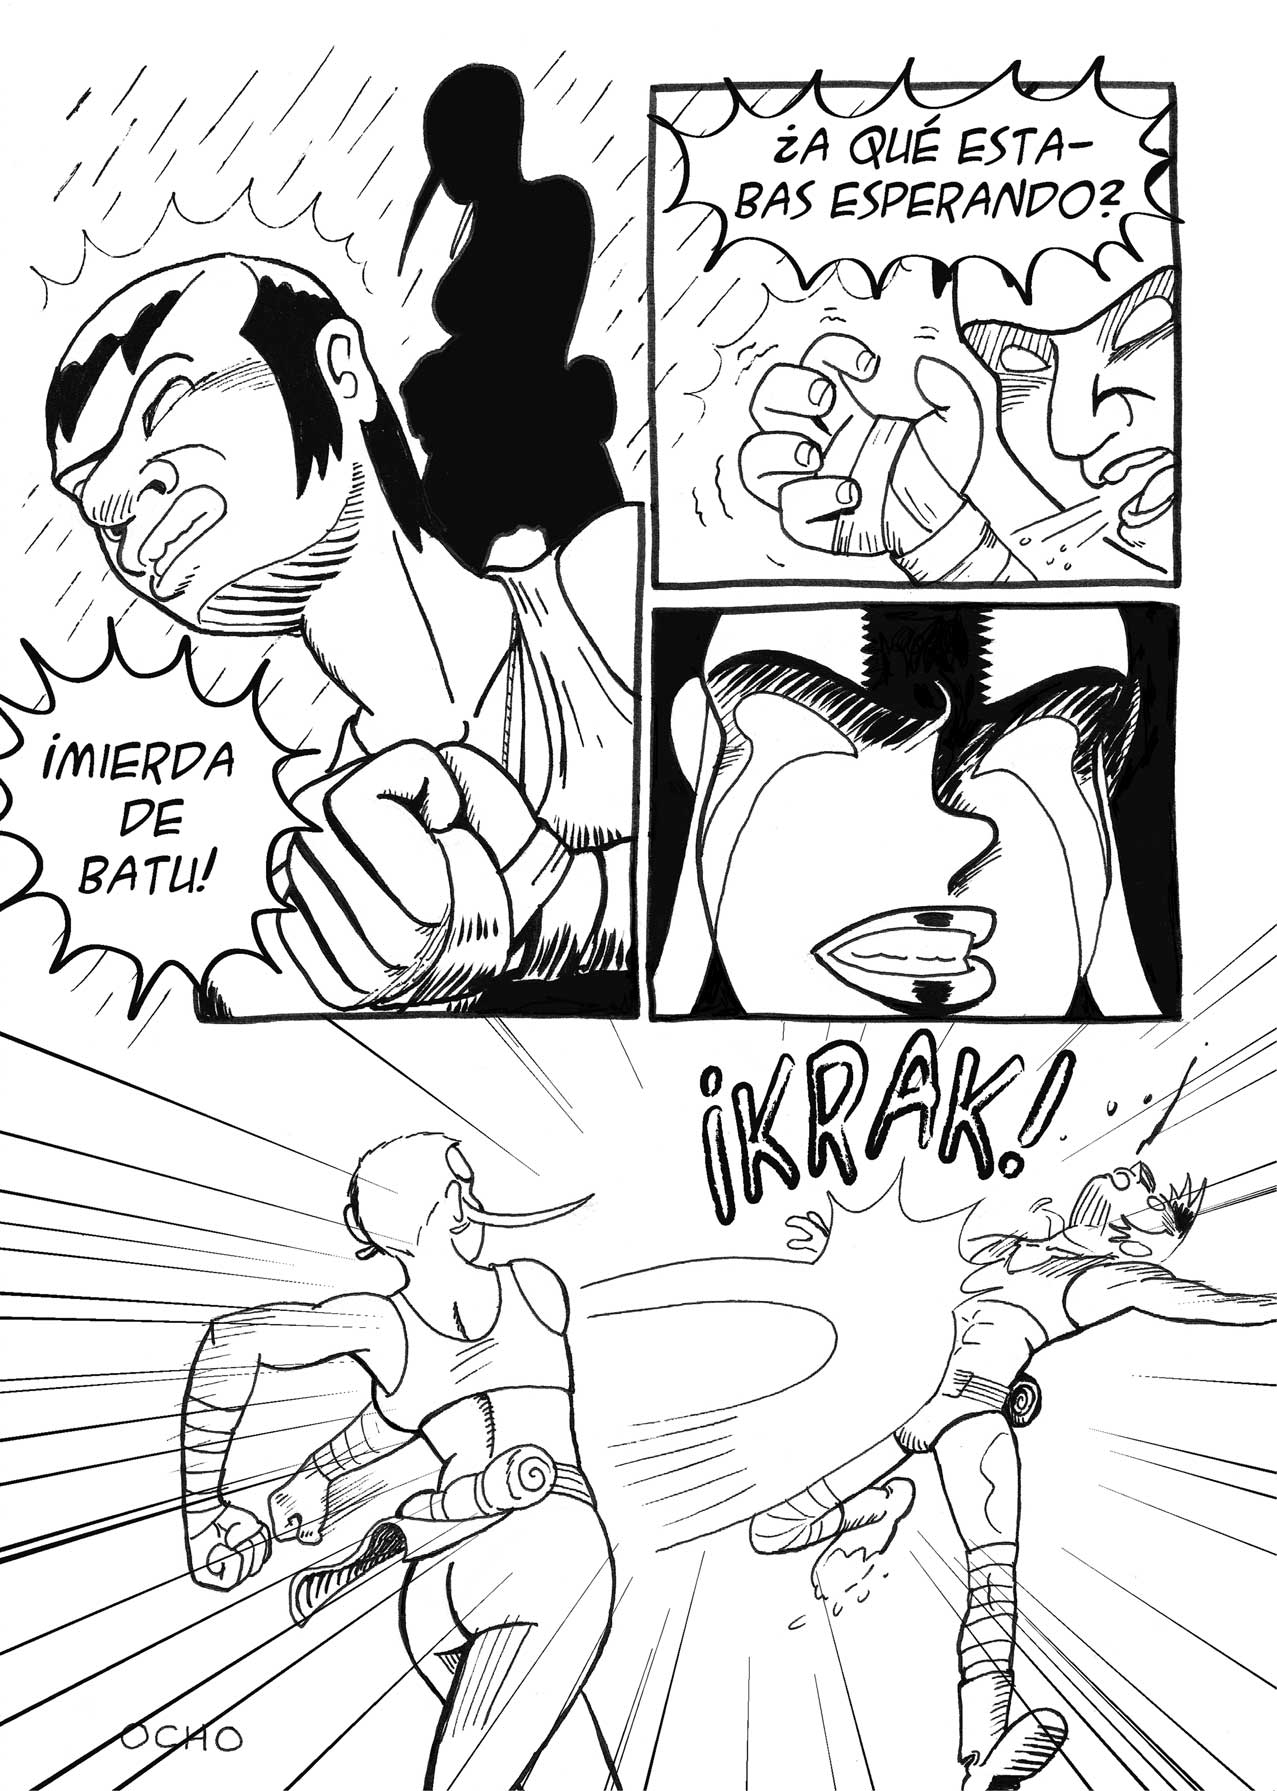 ¡MIERDA
DE
BATU!
¿A QUÉ ESTA-
BAS ESPERANDO?
¡KRAK!
OCHO